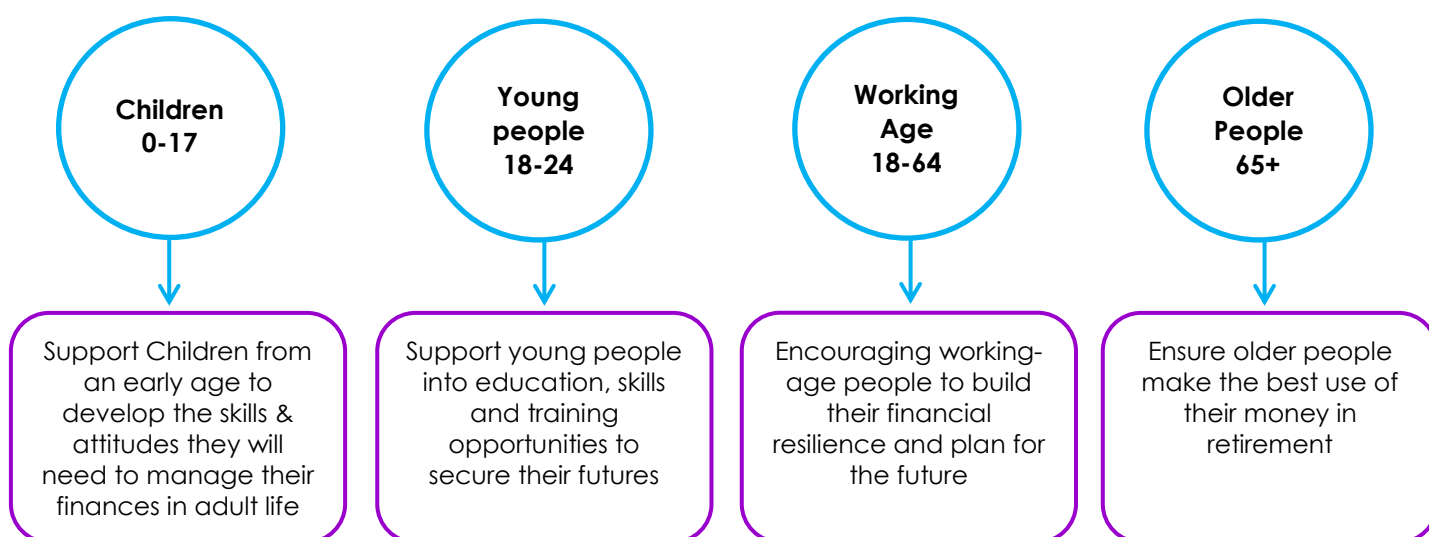 Children
0-17
Young
people
18-24
Working
Age
18-64
Older
People
65+
Support Children from
an early age to
develop the skills &
attitudes they will
need to manage their
finances in adult life
Support young people
into education, skills
and training
opportunities to
secure their futures
Encouraging working-
age people to build
their financial
resilience and plan for
the future
Ensure older people
make the best use of
their money in
retirement